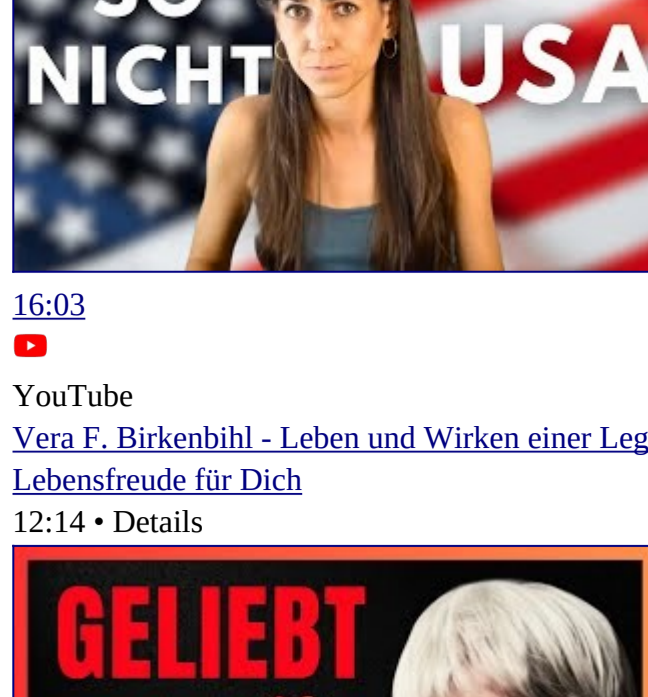 NICHT USA
16:03
YouTube
Vera F. Birkenbihl - Leben und Wirken einer Leg
Lebensfreude für Dich
12:14 • Details
GELIEBT